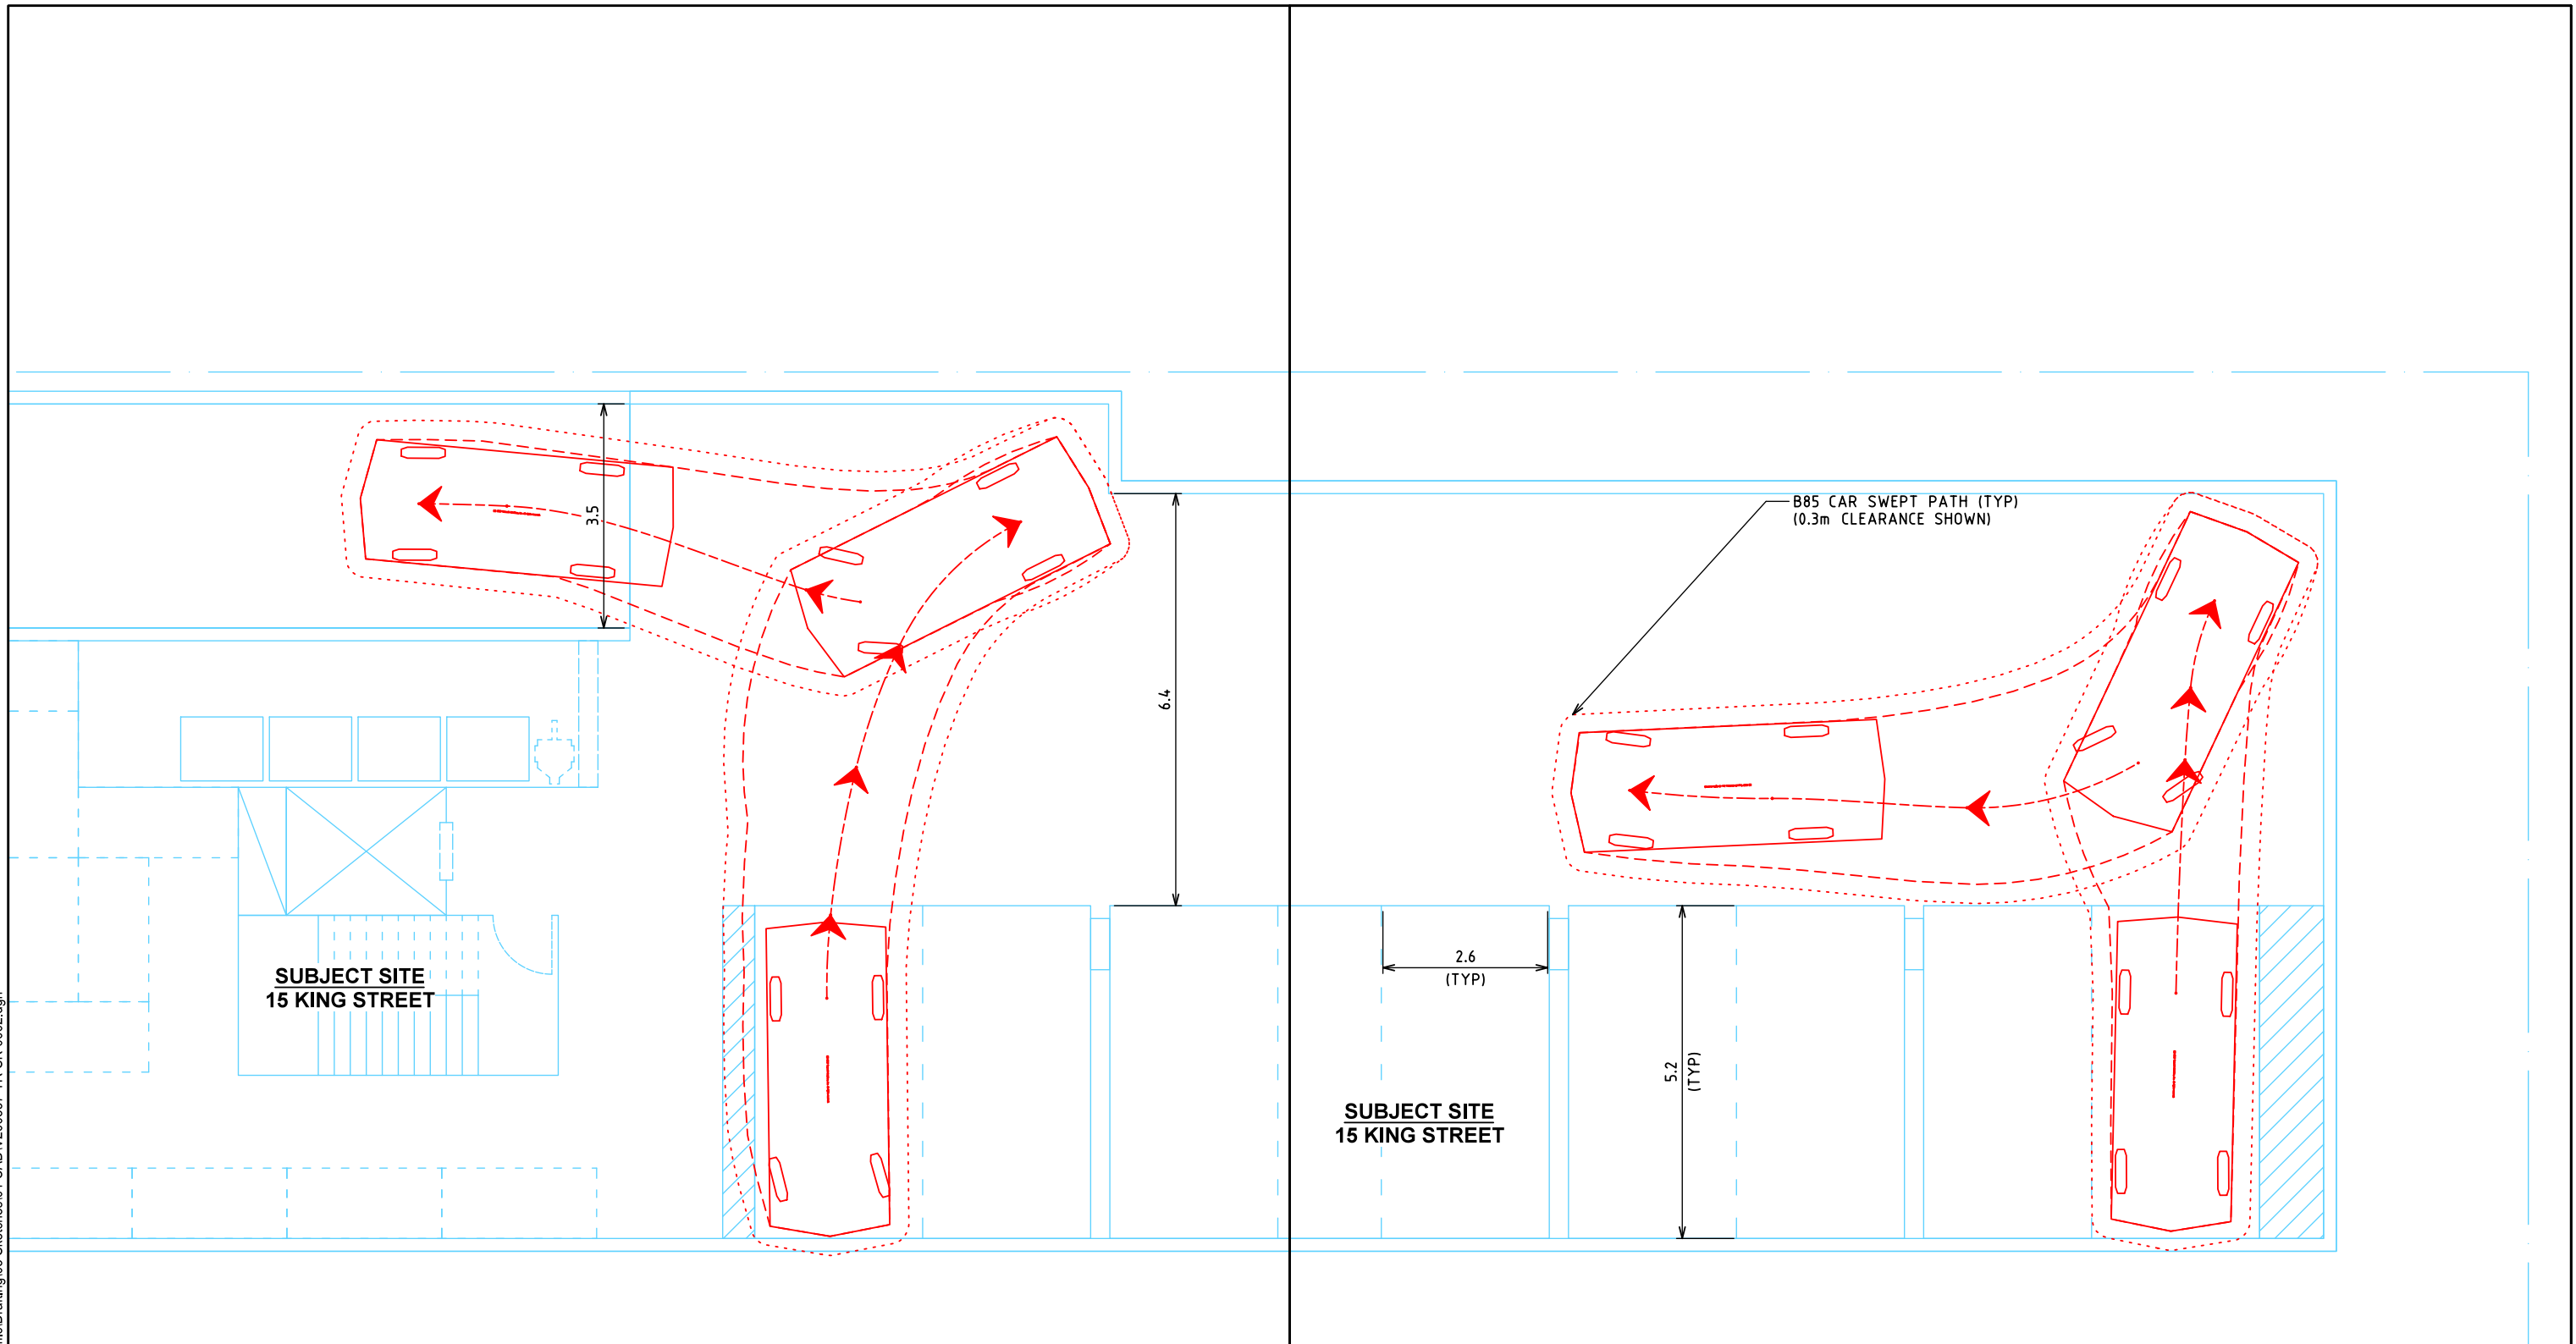 3.5
6.4
SUBJECT SITE
15 KING STREET
B85 CAR SWEPT PATH (TYP)
(0.3m CLEARANCE SHOWN)
2.6
(TYP)
5.2
(TYP)
SUBJECT SITE
15 KING STREET